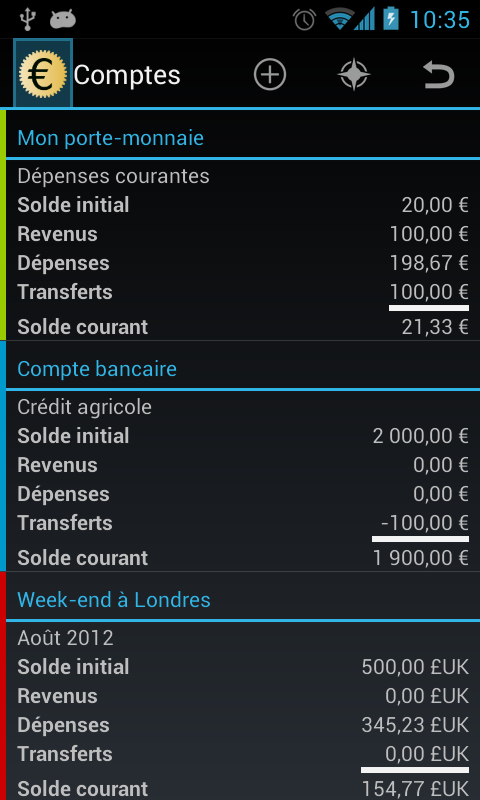 10:35
€ Comptes
Mon porte-monnaie
Dépenses courantes
Solde initial 20,00 €
Revenus 100,00 €
Dépenses 198,67 €
Transferts 100,00 €
Solde courant 21,33 €
Compte bancaire
Crédit agricole
Solde initial 2 000,00 €
Revenus 0,00 €
Dépenses 0,00 €
Transferts -100,00 €
Solde courant 1 900,00 €
Week-end à Londres
Août 2012
Solde initial 500,00 £UK
Revenus 0,00 £UK
Dépenses 345,23 £UK
Transferts 0,00 £UK
Solde courant 154,77 £UK